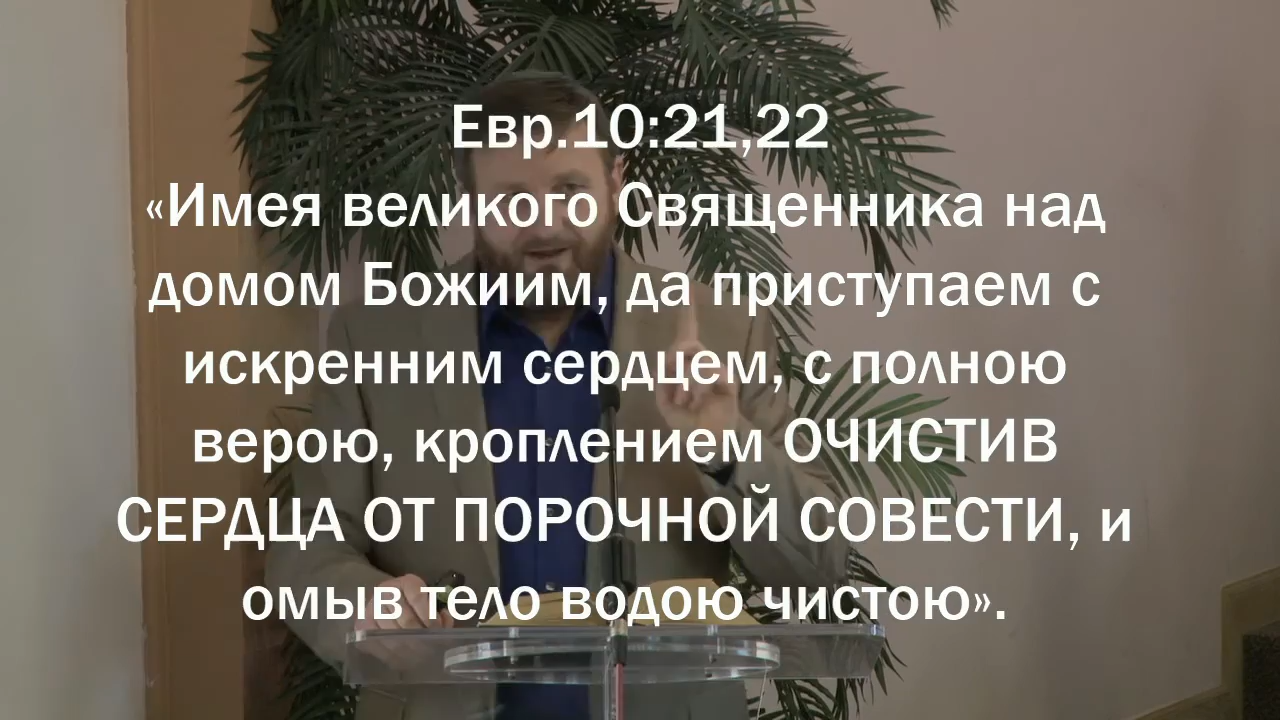 Евр.10:21,22
«Имея великого Священника над
домом Божиим, да приступаем с
искренним сердцем, с полною
верою, кроплением ОЧИСТИВ
СЕРДЦА ОТ ПОРОЧНОЙ СОВЕСТИ, и
омыв тело водою чистою».